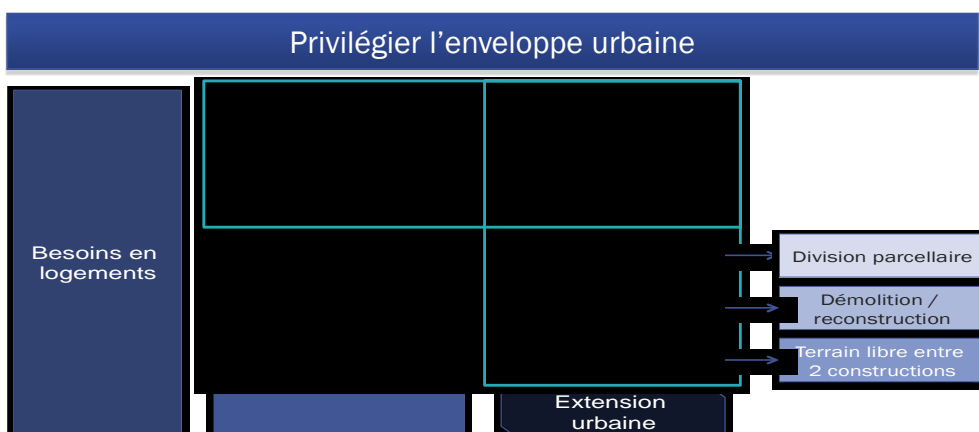 Privilégier l’enveloppe urbaine
Besoins en
logements
Division parcellaire
Démolition /
reconstruction
Terrain libre entre
2 constructions
Extension
urbaine